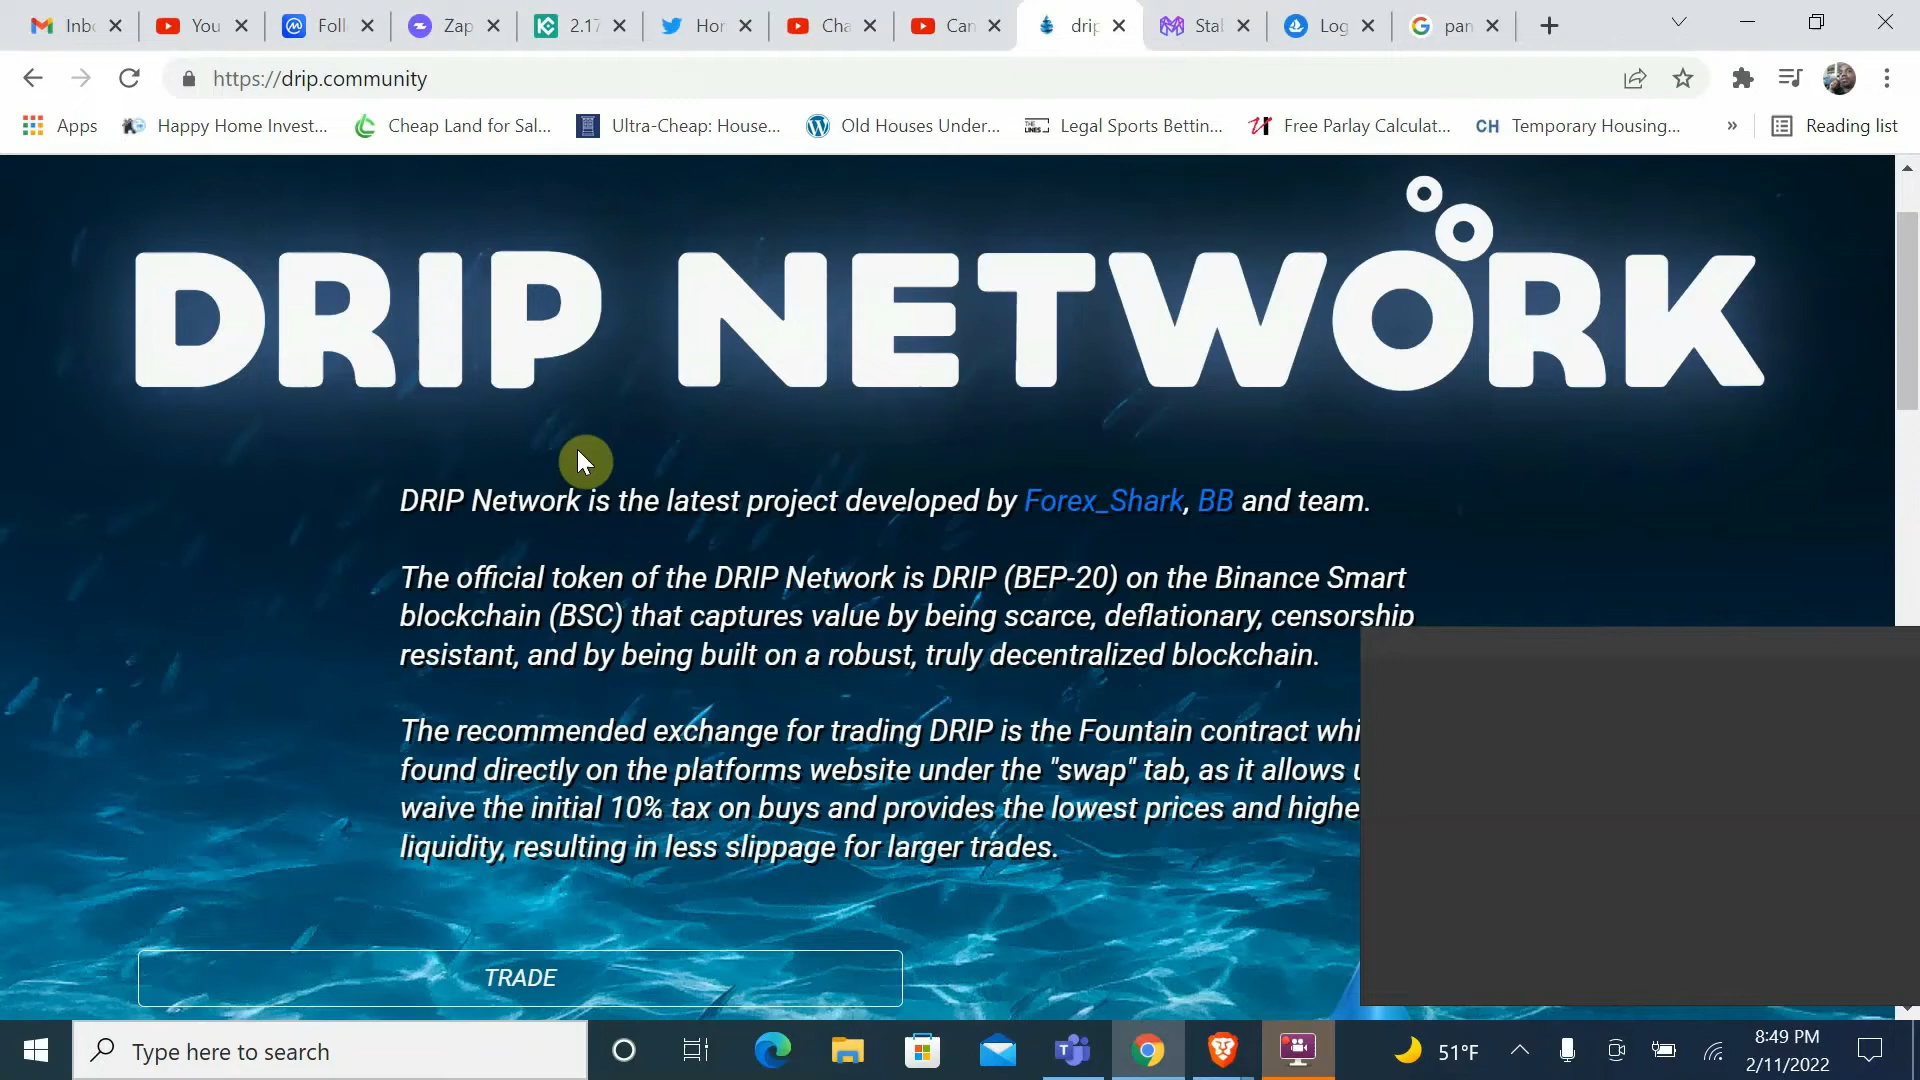 Inb
You
Foll
Zap
2.17
Hor
Cha
Can
drip
Stal
Log
pan
https://drip.community
Apps
Happy Home Invest...
Cheap Land for Sal...
Ultra-Cheap: House...
Old Houses Under...
THE LINES
Legal Sports Bettin...
Free Parlay Calculat...
CH
Temporary Housing...
»
Reading list
DRIP NETWORK
DRIP Network is the latest project developed by Forex_Shark, BB and team.
The official token of the DRIP Network is DRIP (BEP-20) on the Binance Smart
blockchain (BSC) that captures value by being scarce, deflationary, censorship
resistant, and by being built on a robust, truly decentralized blockchain.
The recommended exchange for trading DRIP is the Fountain contract whi
found directly on the platforms website under the "swap" tab, as it allows u
waive the initial 10% tax on buys and provides the lowest prices and highe
liquidity, resulting in less slippage for larger trades.
TRADE
Type here to search
51°F
8:49 PM
2/11/2022